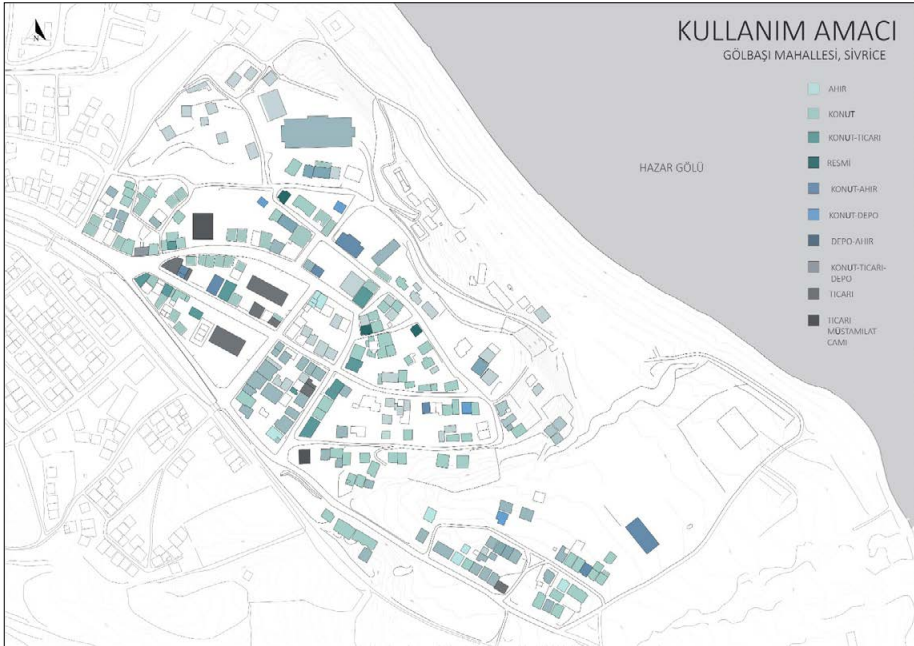 KULLANIM AMACI
GÖLBAŞI MAHALLESİ, SİVRİCE
N
AHIR
KONUT
KONUT-TİCARİ
RESMİ
HAZAR GÖLÜ
KONUT-AHIR
KONUT-DEPO
DEPO-AHIR
KONUT-TİCARİ-
DEPO
TİCARİ
TİCARİ
MÜSTAMİLAT
CAMİ